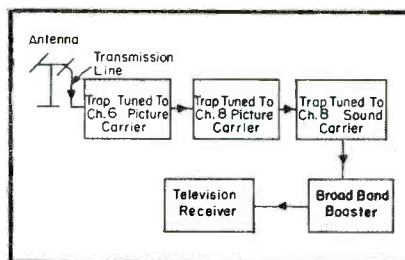 Antenna
Transmission
Line
Trap Tuned To
Ch.6 Picture
Carrier
Trap Tuned To
Ch.8 Picture
Carrier
Trap Tuned To
Ch.8 Sound
Carrier
Television
Receiver
Broad Band
Booster